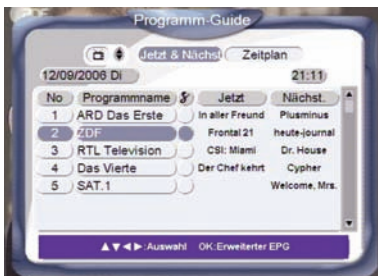 Programm-Guide
Jetzt & Nächst Zeitplan
12/09/2006 Di 21:11
No Programmname $ Jetzt Nächst.
1 ARD Das Erste In aller Freund Plusminus
2 ZDF Frontal 21 heute-journal
3 RTL Television CSI: Miami Dr. House
4 Das Vierte Der Chef kehrt Cypher
5 SAT.1 Welcome, Mrs.
▲▼◄►:Auswahl OK:Erweiterter EPG